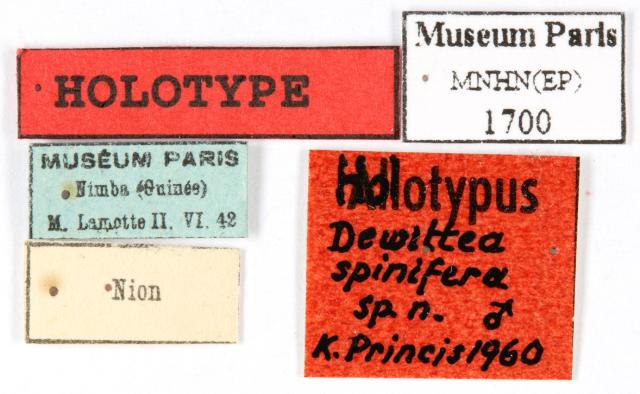 HOLOTYPE
Museum Paris
MNHN(EP)
1700
MUSÉUM PARIS
Nimba (Guinée)
M. Lamotte II. VI. 42
Nion
Holotypus
Dewittea
spinifera
sp. n. ♂
K. Princis 1960